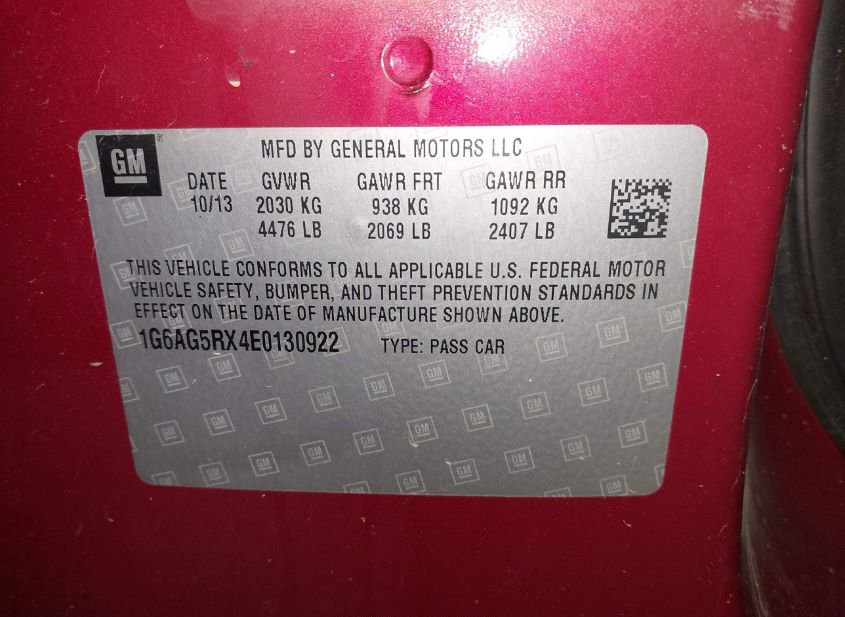 GM
MFD BY GENERAL MOTORS LLC
DATE GVWR GAWR FRT GAWR RR
10/13 2030 KG 938 KG 1092 KG
4476 LB 2069 LB 2407 LB
THIS VEHICLE CONFORMS TO ALL APPLICABLE U.S. FEDERAL MOTOR
VEHICLE SAFETY, BUMPER, AND THEFT PREVENTION STANDARDS IN
EFFECT ON THE DATE OF MANUFACTURE SHOWN ABOVE.
1G6AG5RX4E0130922 TYPE: PASS CAR